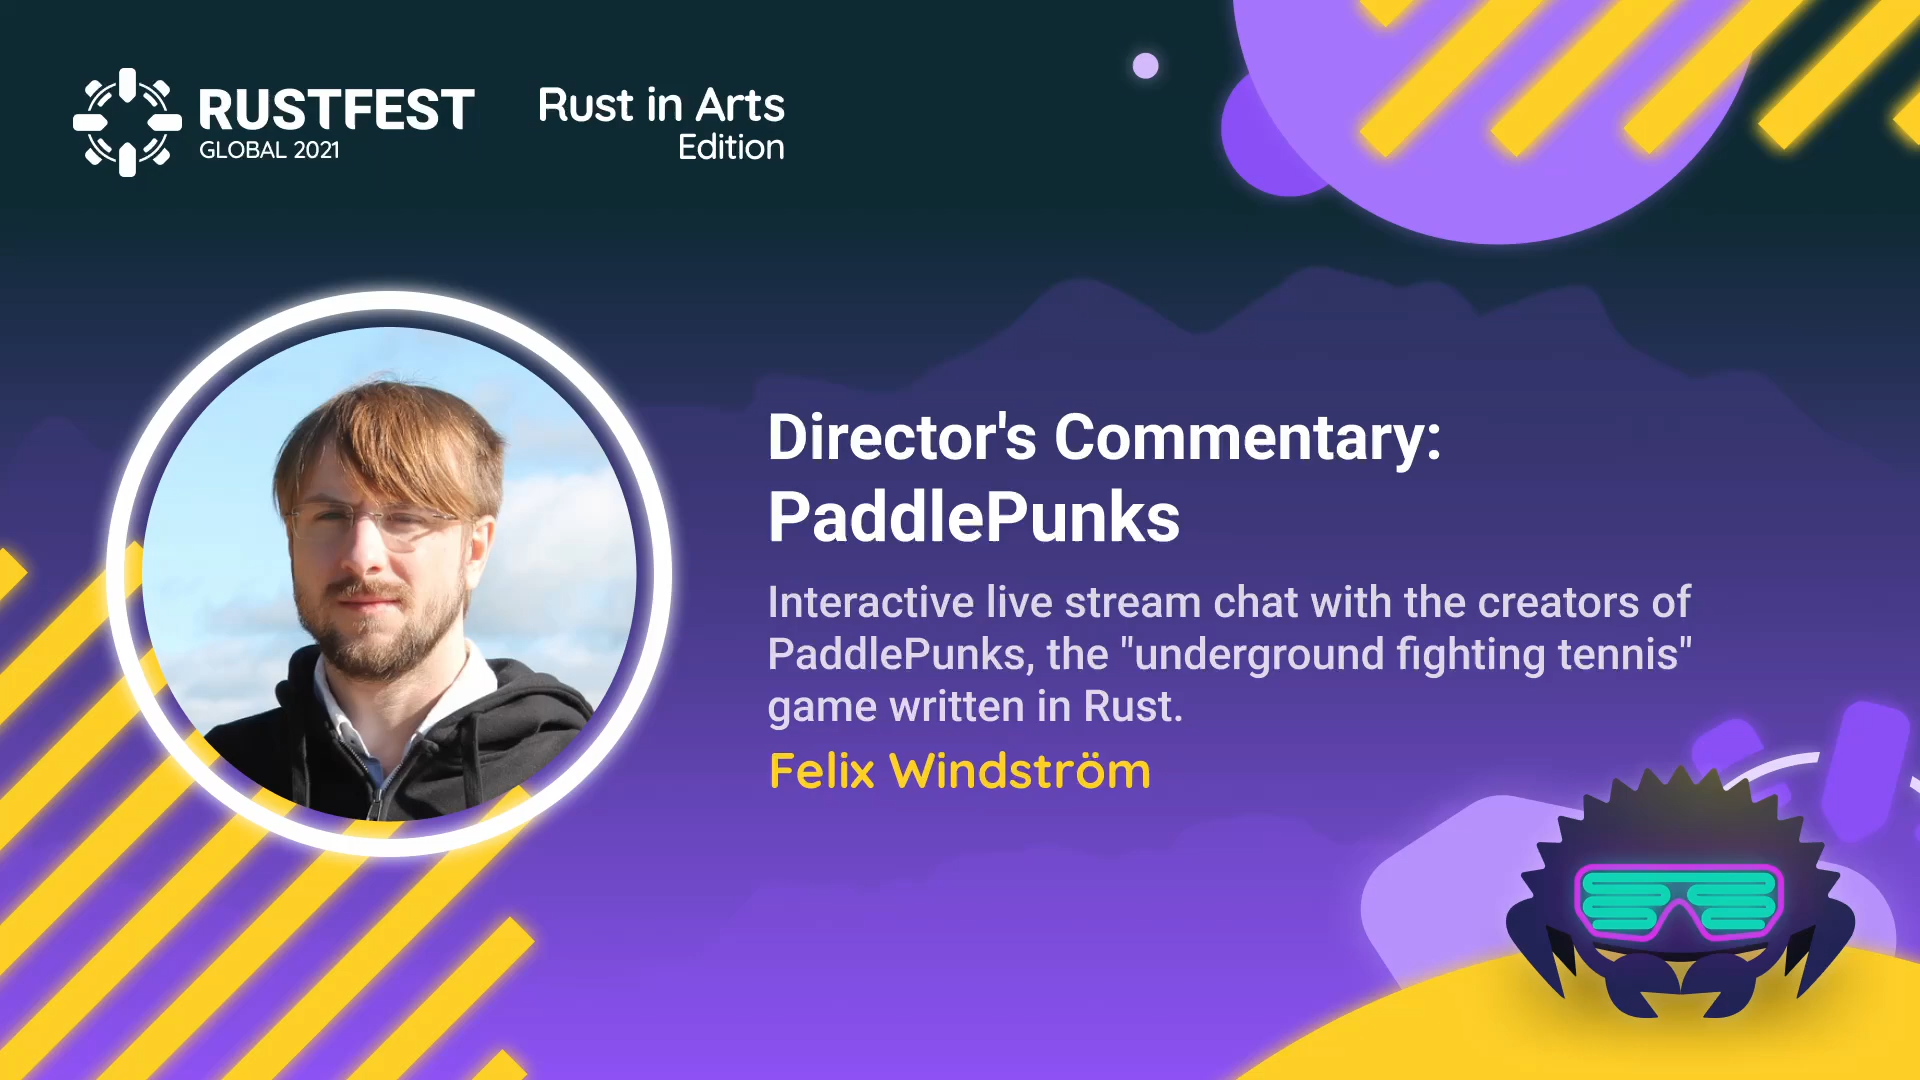 RUSTFEST
GLOBAL 2021
Rust in Arts
Edition
Director's Commentary:
PaddlePunks
Interactive live stream chat with the creators of
PaddlePunks, the "underground fighting tennis"
game written in Rust.
Felix Windström